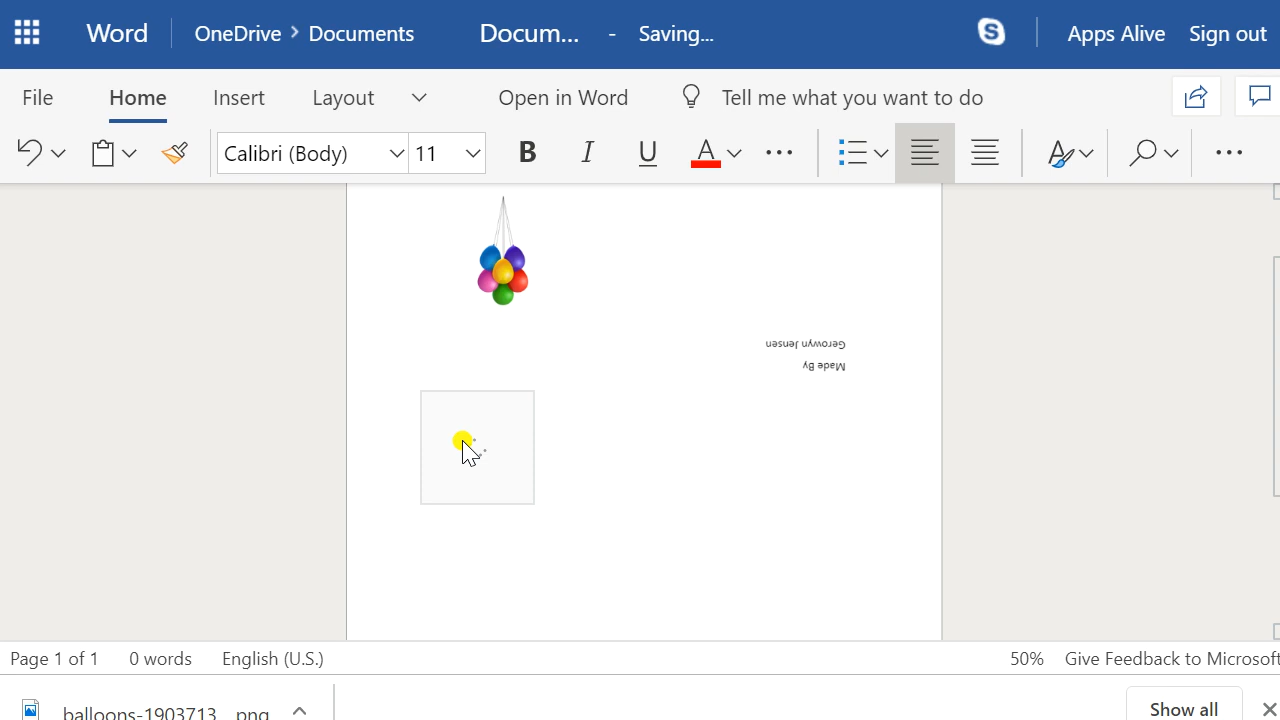 Word OneDrive > Documents Docum... - Saving... Apps Alive Sign out
File Home Insert Layout Open in Word Tell me what you want to do
Calibri (Body) 11 B I U A
Gerowyn Jensen
Made By
Page 1 of 1 0 words English (U.S.) 50% Give Feedback to Microsoft
balloons-1903713....png Show all